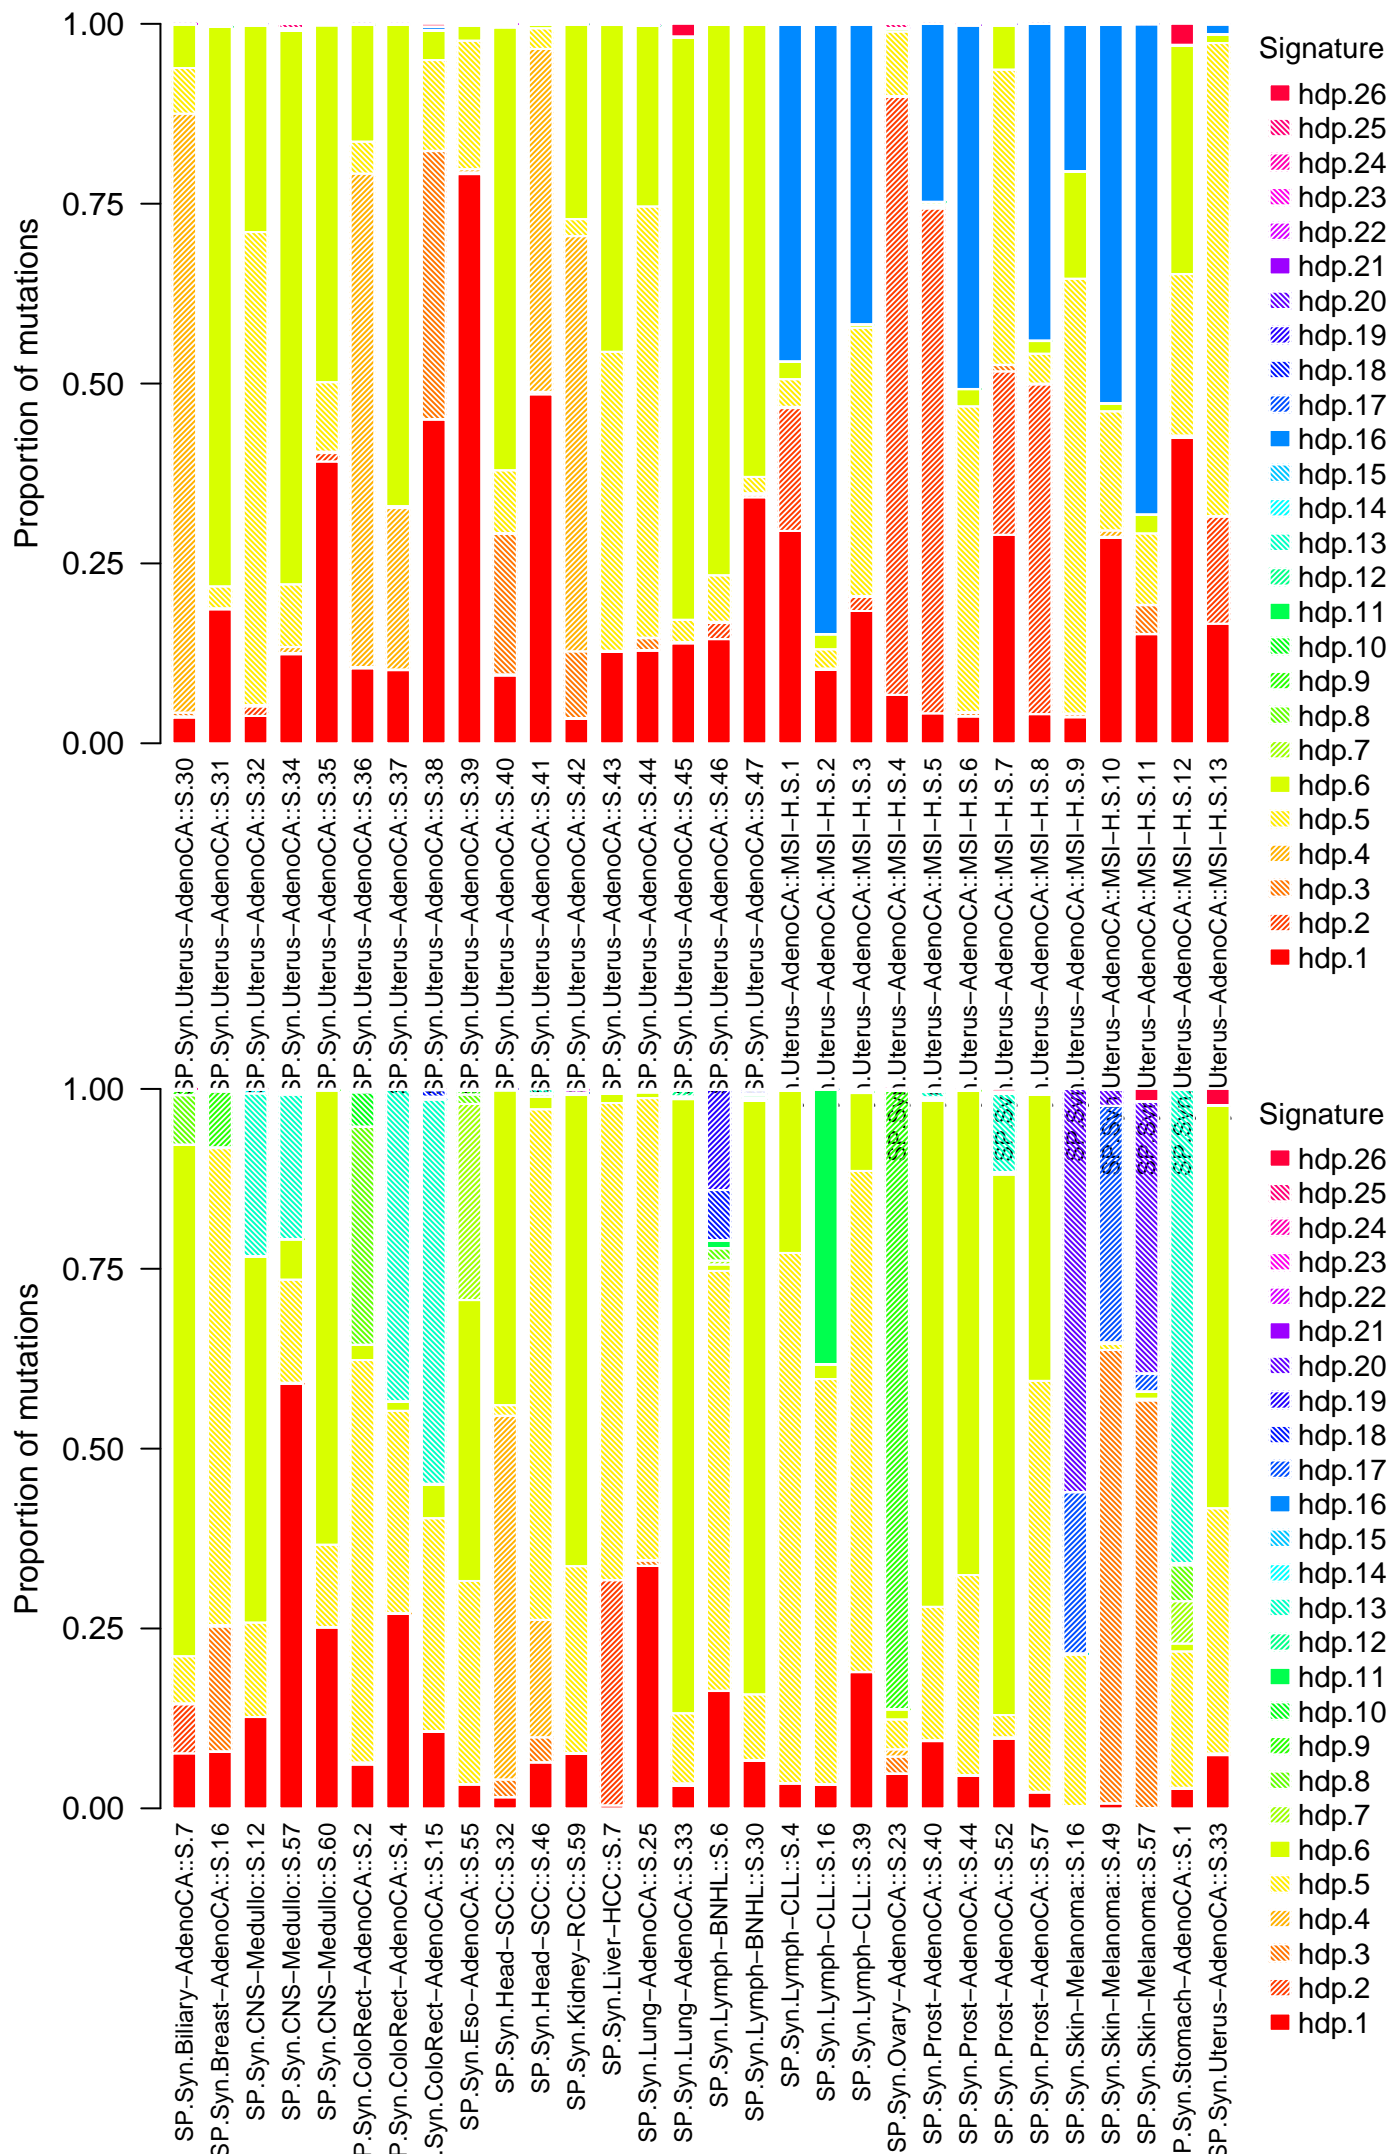 Proportion of mutations
1.00
0.75
0.50
0.25
0.00
SP.Syn.Uterus−AdenoCA::S.30
SP.Syn.Uterus−AdenoCA::S.31
SP.Syn.Uterus−AdenoCA::S.32
SP.Syn.Uterus−AdenoCA::S.34
SP.Syn.Uterus−AdenoCA::S.35
SP.Syn.Uterus−AdenoCA::S.36
SP.Syn.Uterus−AdenoCA::S.37
SP.Syn.Uterus−AdenoCA::S.38
SP.Syn.Uterus−AdenoCA::S.39
SP.Syn.Uterus−AdenoCA::S.40
SP.Syn.Uterus−AdenoCA::S.41
SP.Syn.Uterus−AdenoCA::S.42
SP.Syn.Uterus−AdenoCA::S.43
SP.Syn.Uterus−AdenoCA::S.44
SP.Syn.Uterus−AdenoCA::S.45
SP.Syn.Uterus−AdenoCA::S.46
SP.Syn.Uterus−AdenoCA::S.47
n.Uterus−AdenoCA::MSI−H.S.1
n.Uterus−AdenoCA::MSI−H.S.2
n.Uterus−AdenoCA::MSI−H.S.3
SP.Syn.Uterus−AdenoCA::MSI−H.S.4
n.Uterus−AdenoCA::MSI−H.S.5
n.Uterus−AdenoCA::MSI−H.S.6
SP.Syn.Uterus−AdenoCA::MSI−H.S.7
n.Uterus−AdenoCA::MSI−H.S.8
SP.Syn.Uterus−AdenoCA::MSI−H.S.9
SP.Syn.Uterus−AdenoCA::MSI−H.S.10
SP.Syn.Uterus−AdenoCA::MSI−H.S.11
SP.Syn.Uterus−AdenoCA::MSI−H.S.12
.Uterus−AdenoCA::MSI−H.S.13
Signature
hdp.26
hdp.25
hdp.24
hdp.23
hdp.22
hdp.21
hdp.20
hdp.19
hdp.18
hdp.17
hdp.16
hdp.15
hdp.14
hdp.13
hdp.12
hdp.11
hdp.10
hdp.9
hdp.8
hdp.7
hdp.6
hdp.5
hdp.4
hdp.3
hdp.2
hdp.1
Proportion of mutations
1.00
0.75
0.50
0.25
0.00
SP.Syn.Biliary−AdenoCA::S.7
SP.Syn.Breast−AdenoCA::S.16
SP.Syn.CNS−Medullo::S.12
SP.Syn.CNS−Medullo::S.57
SP.Syn.CNS−Medullo::S.60
P.Syn.ColoRect−AdenoCA::S.2
P.Syn.ColoRect−AdenoCA::S.4
.Syn.ColoRect−AdenoCA::S.15
SP.Syn.Eso−AdenoCA::S.55
SP.Syn.Head−SCC::S.32
SP.Syn.Head−SCC::S.46
SP.Syn.Kidney−RCC::S.59
SP.Syn.Liver−HCC::S.7
SP.Syn.Lung−AdenoCA::S.25
SP.Syn.Lung−AdenoCA::S.33
SP.Syn.Lymph−BNHL::S.6
SP.Syn.Lymph−BNHL::S.30
SP.Syn.Lymph−CLL::S.4
SP.Syn.Lymph−CLL::S.16
SP.Syn.Lymph−CLL::S.39
SP.Syn.Ovary−AdenoCA::S.23
SP.Syn.Prost−AdenoCA::S.40
SP.Syn.Prost−AdenoCA::S.44
SP.Syn.Prost−AdenoCA::S.52
SP.Syn.Prost−AdenoCA::S.57
SP.Syn.Skin−Melanoma::S.16
SP.Syn.Skin−Melanoma::S.49
SP.Syn.Skin−Melanoma::S.57
P.Syn.Stomach−AdenoCA::S.1
SP.Syn.Uterus−AdenoCA::S.33
Signature
hdp.26
hdp.25
hdp.24
hdp.23
hdp.22
hdp.21
hdp.20
hdp.19
hdp.18
hdp.17
hdp.16
hdp.15
hdp.14
hdp.13
hdp.12
hdp.11
hdp.10
hdp.9
hdp.8
hdp.7
hdp.6
hdp.5
hdp.4
hdp.3
hdp.2
hdp.1